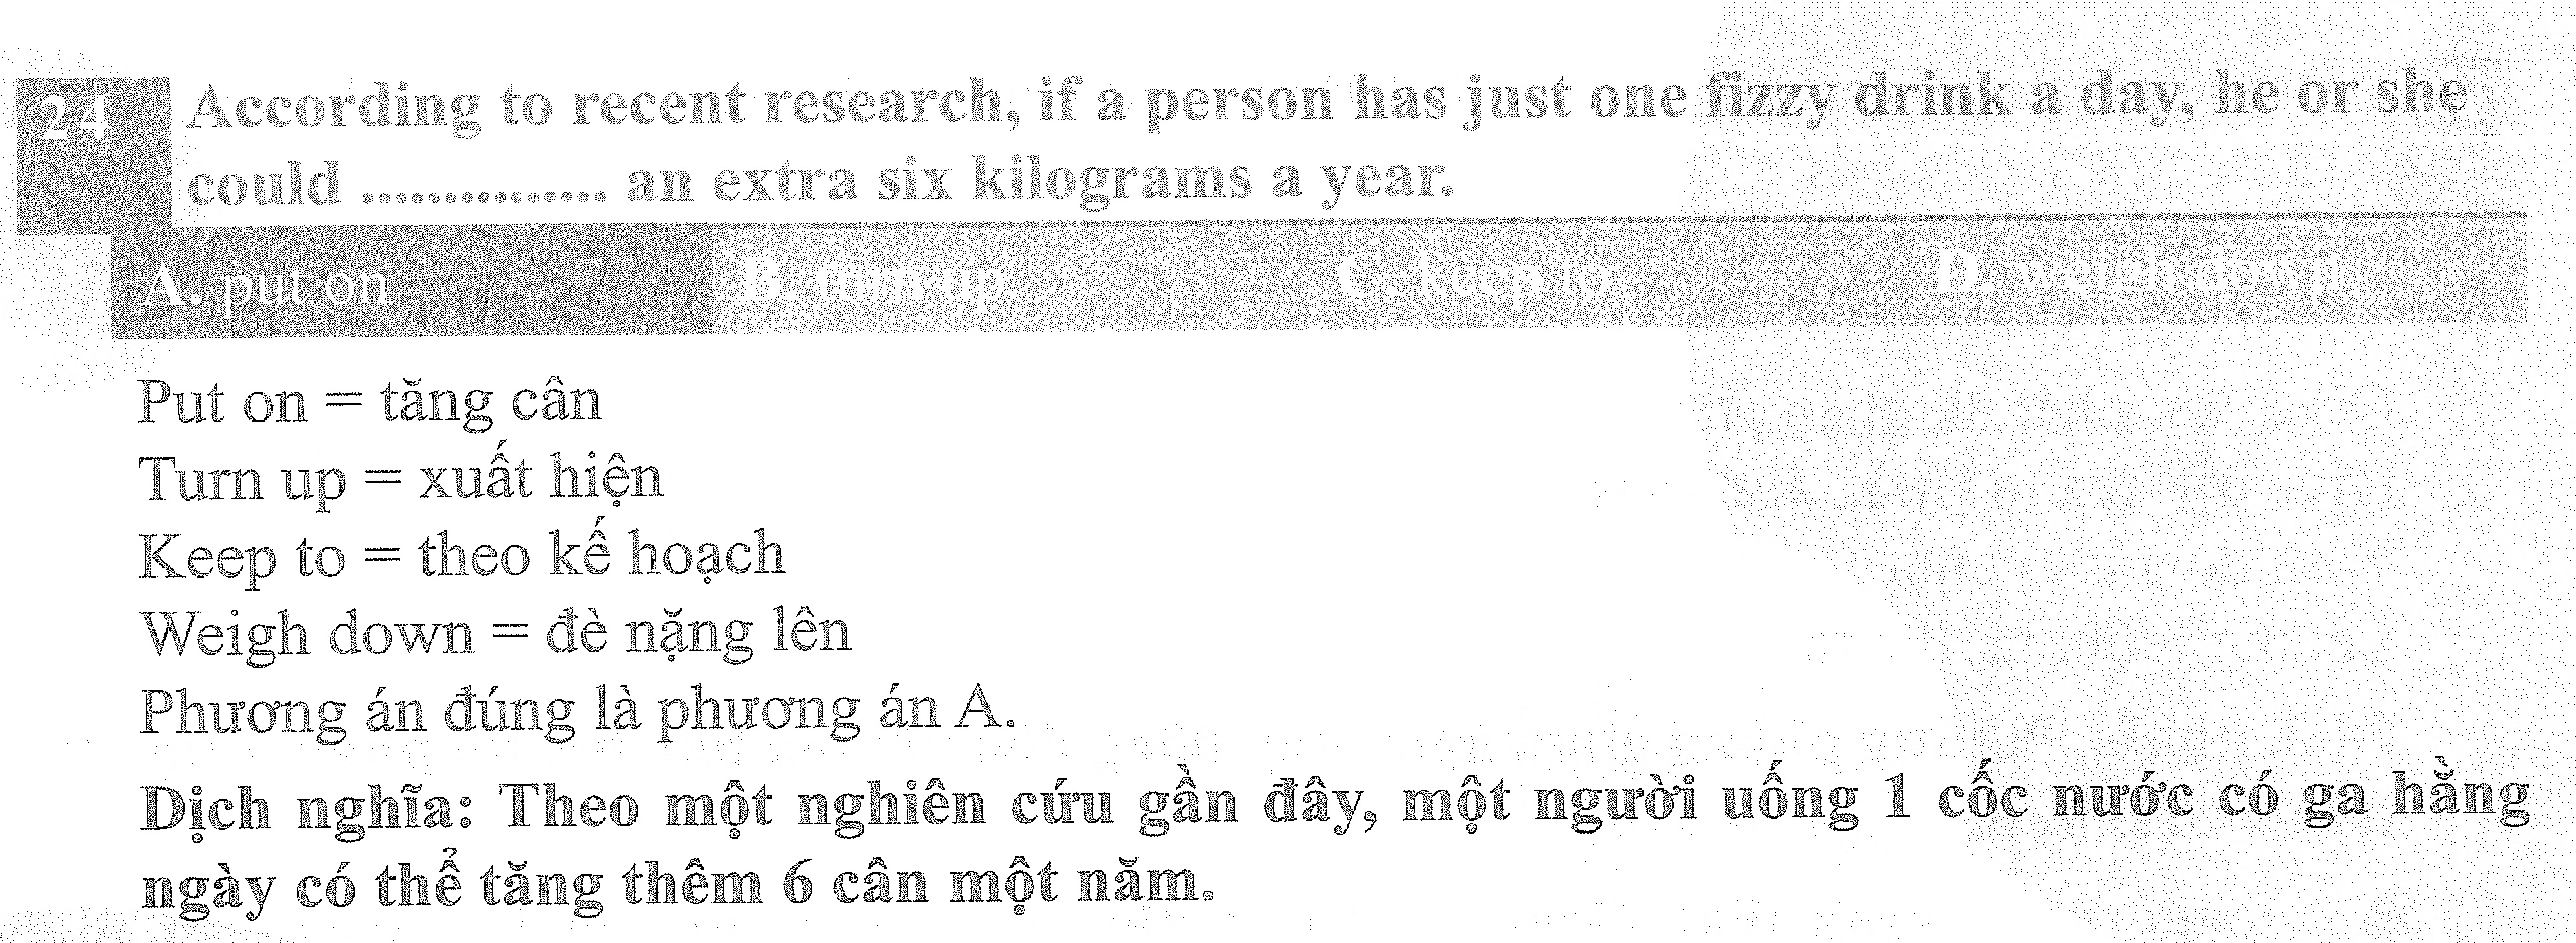 24 According to recent research, if a person has just one fizzy drink a day, he or she
could ............... an extra six kilograms a year.
A. put on B. turn up C. keep to D. weigh down
Put on = tăng cân
Turn up = xuất hiện
Keep to = theo kế hoạch
Weigh down = đè nặng lên
Phương án đúng là phương án A.
Dịch nghĩa: Theo một nghiên cứu gần đây, một người uống 1 cốc nước có ga hằng
ngày có thể tăng thêm 6 cân một năm.